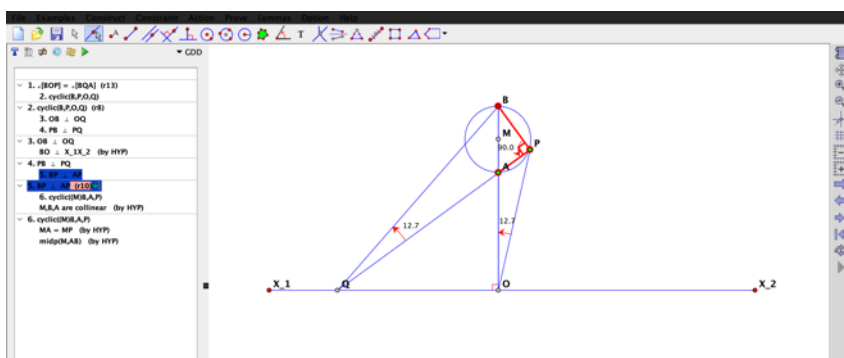 File Examples Construct Constraint Action Prove Lemmas Option Help
A T
GDD
1. ∠[BOP] = ∠[BQA] (r13)
2. cyclic(B,P,O,Q)
2. cyclic(B,P,O,Q) (r8)
3. OB ⊥ OQ
4. PB ⊥ PQ
3. OB ⊥ OQ
BO ⊥ X_1X_2 (by HYP)
4. PB ⊥ PQ
5. BP ⊥ AP
5. BP ⊥ AP (r10)
6. cyclic((M)B,A,P)
M,B,A are collinear (by HYP)
6. cyclic((M)B,A,P)
MA = MP (by HYP)
midp(M,AB) (by HYP)
B
M
P
90.0
A
12.7
12.7
X_1
Q
O
X_2